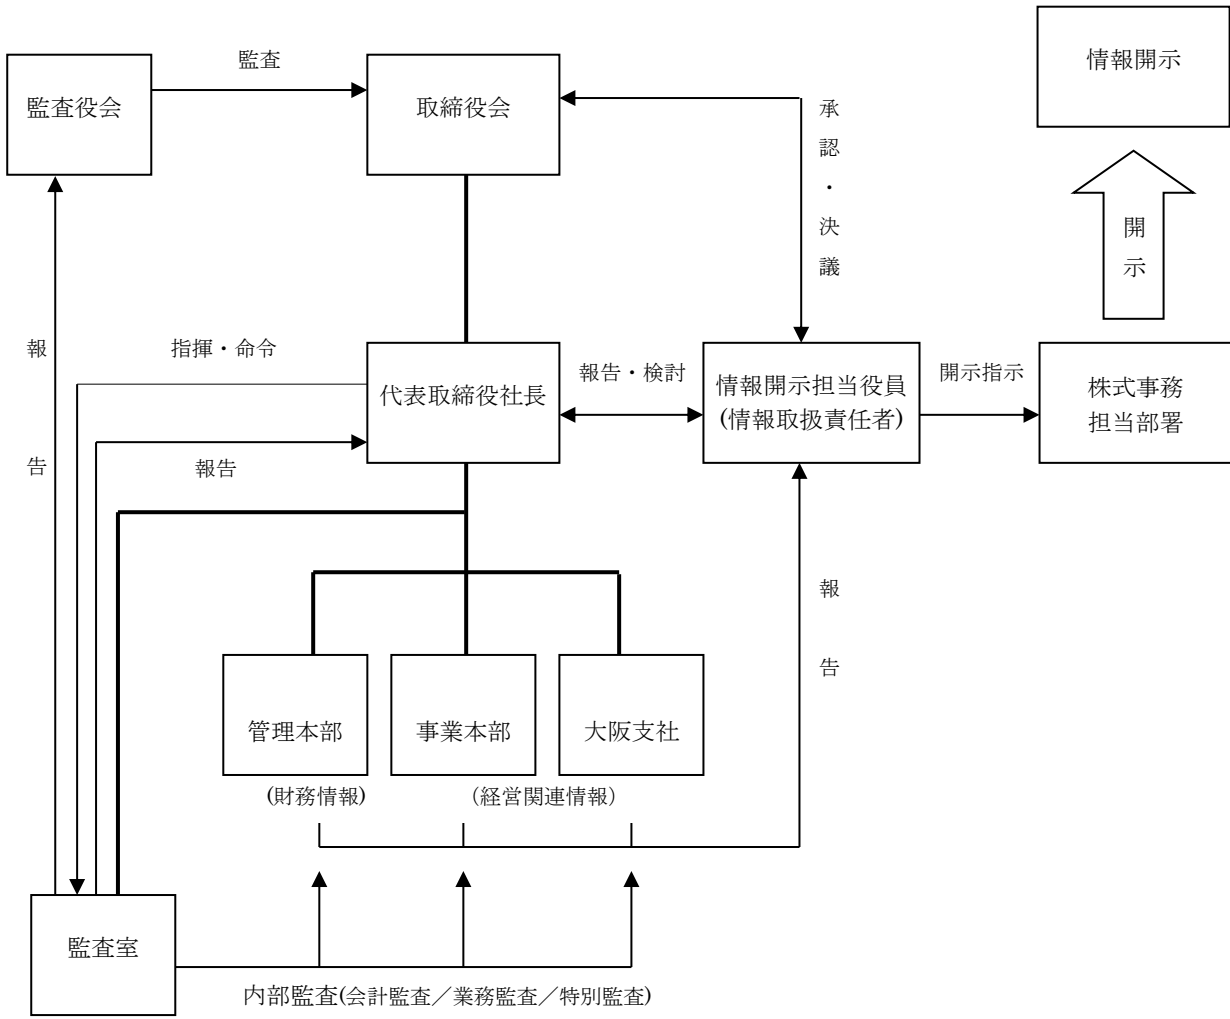 情報開示
監査
監査役会
取締役会
承認・決議
開示
報告
指揮・命令
代表取締役社長
報告・検討
情報開示担当役員
(情報取扱責任者)
開示指示
株式事務
担当部署
報告
報告
管理本部
事業本部
大阪支社
(財務情報)
（経営関連情報）
監査室
内部監査(会計監査／業務監査／特別監査)